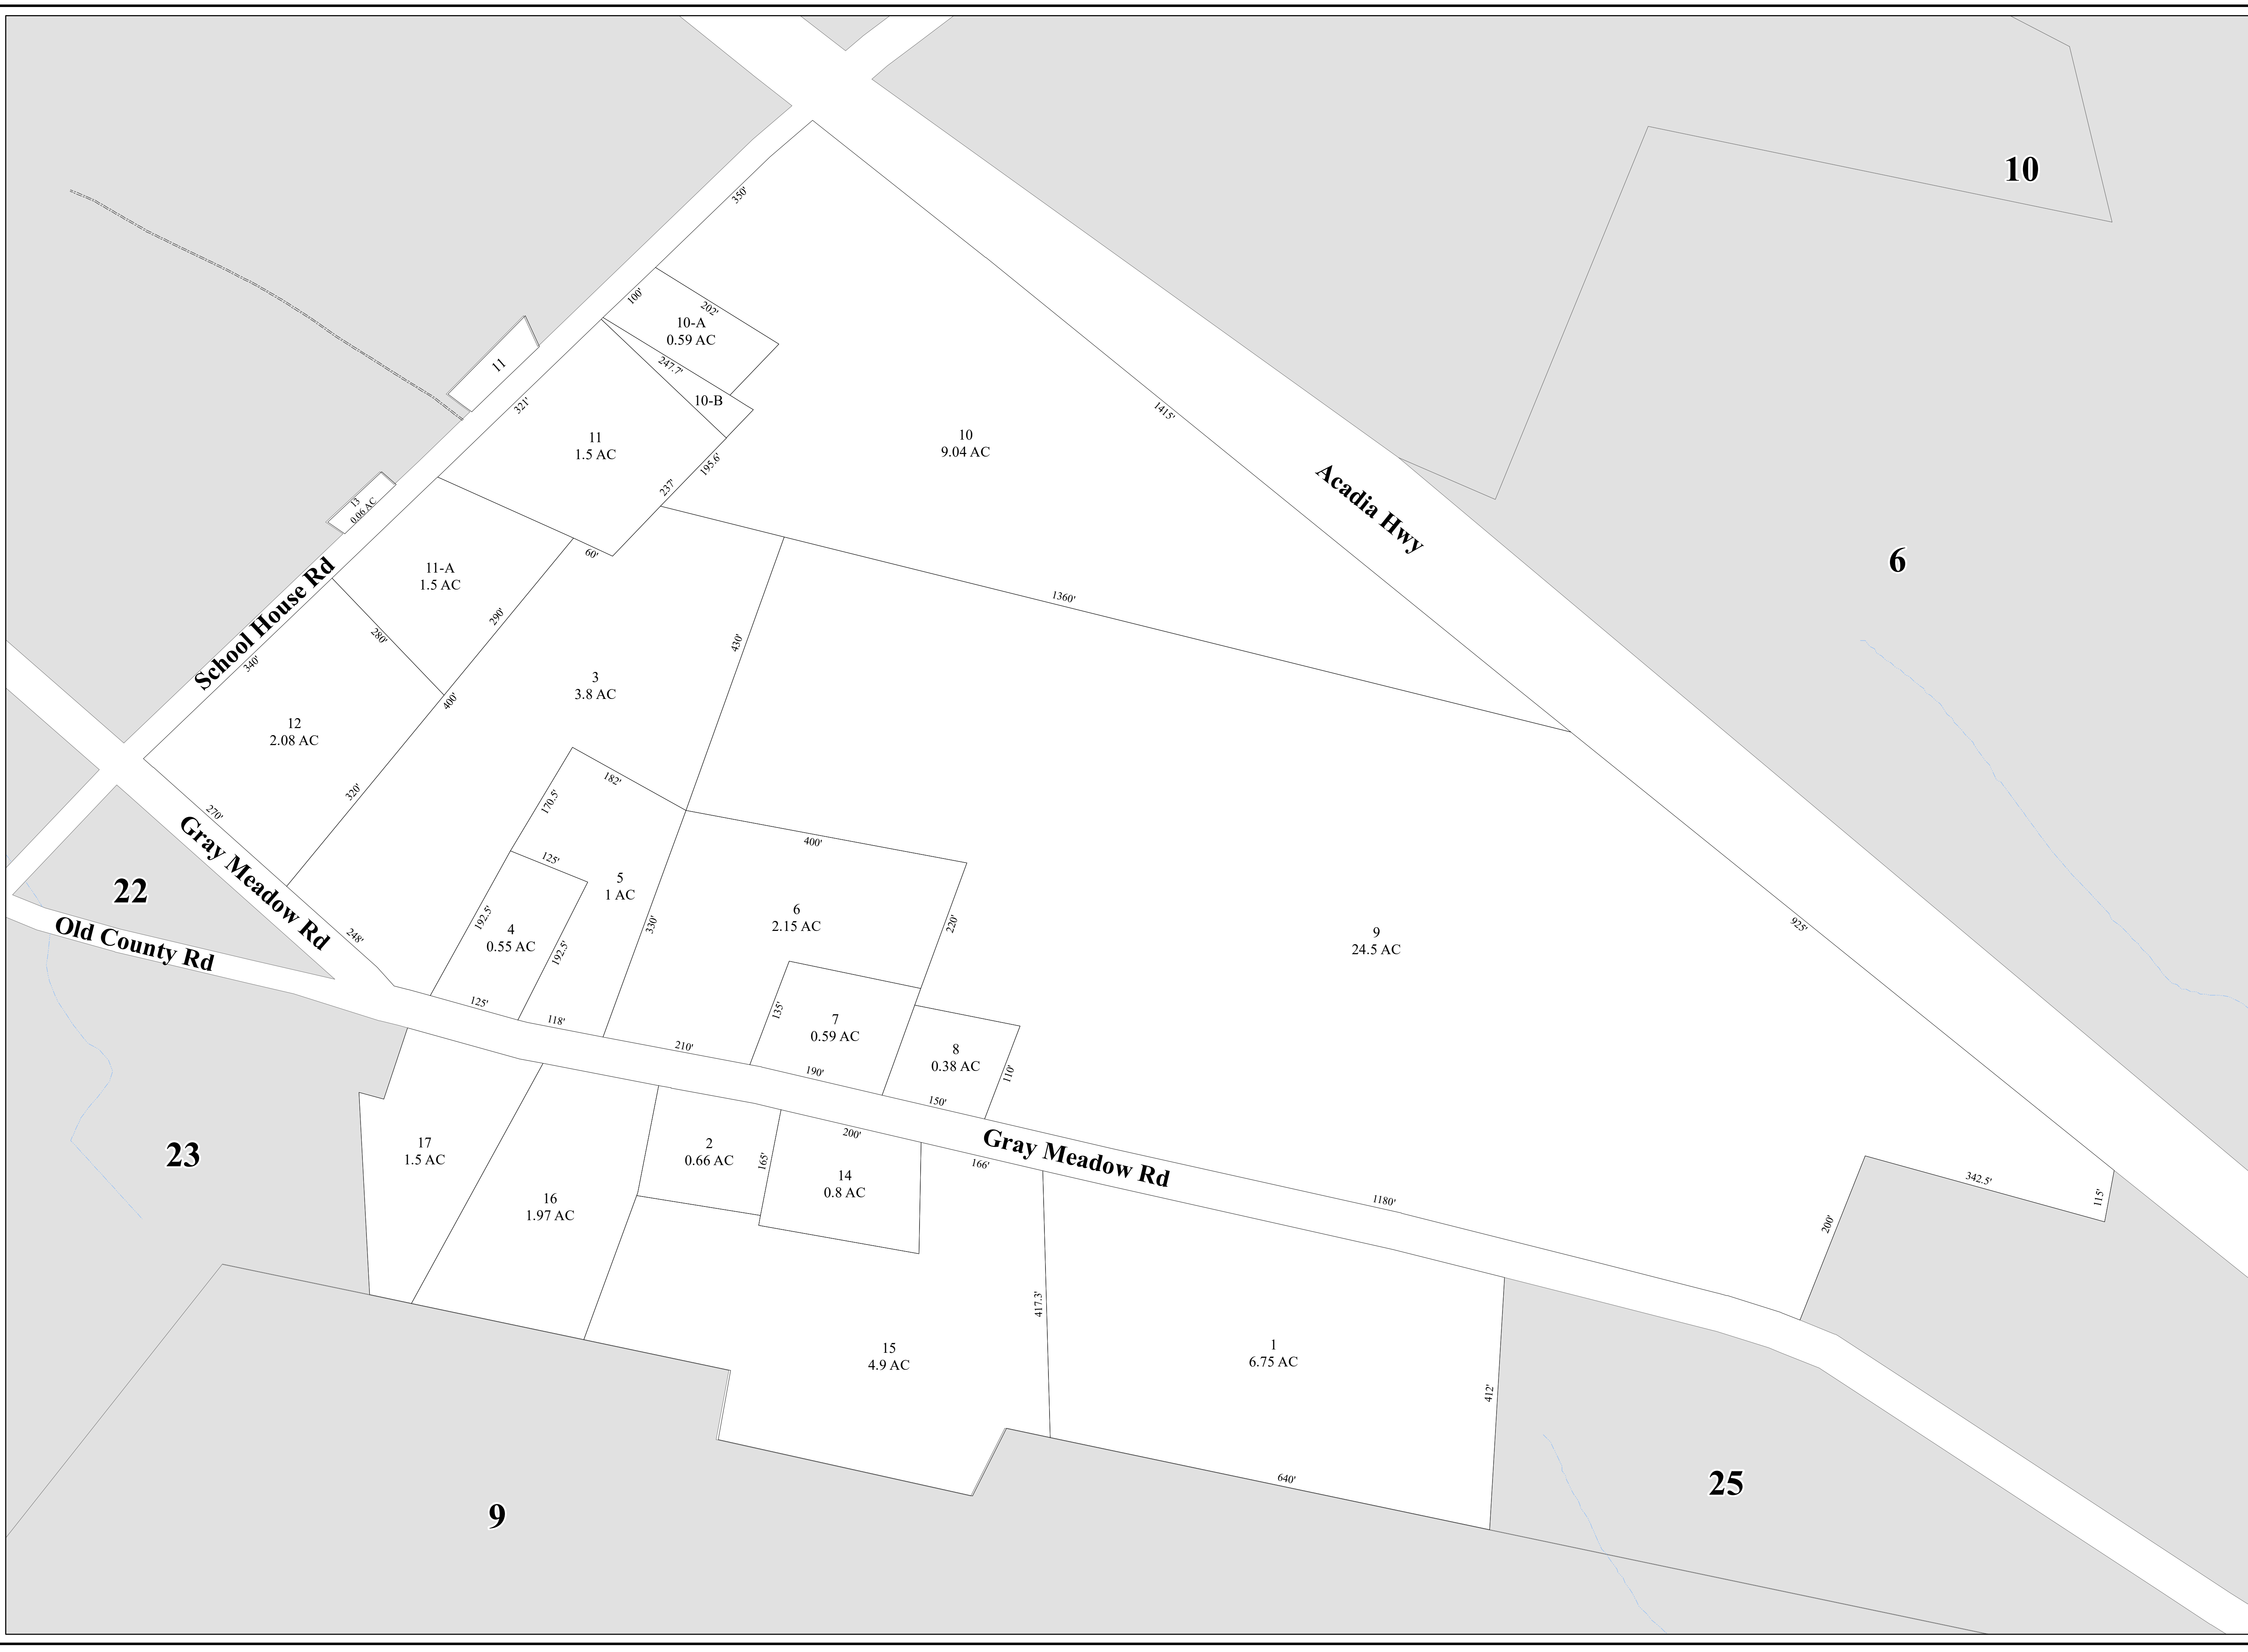 10
350'
100'
202'
10-A
0.59 AC
247.7'
10-B
11
321'
11
1.5 AC
195.6'
237'
10
9.04 AC
1415'
Acadia Hwy
13
0.06 AC
60'
6
11-A
1.5 AC
School House Rd
290'
280'
340'
430'
1360'
3
3.8 AC
400'
12
2.08 AC
320'
270'
182'
170.5'
125'
Gray Meadow Rd
22
Old County Rd
248'
5
1 AC
400'
192.5'
4
0.55 AC
192.5'
330'
6
2.15 AC
220'
9
24.5 AC
925'
125'
118'
135'
7
0.59 AC
210'
190'
8
0.38 AC
110'
150'
23
17
1.5 AC
2
0.66 AC
165'
200'
14
0.8 AC
166'
Gray Meadow Rd
1180'
342.5'
115'
200'
16
1.97 AC
417.3'
15
4.9 AC
1
6.75 AC
412'
640'
25
9